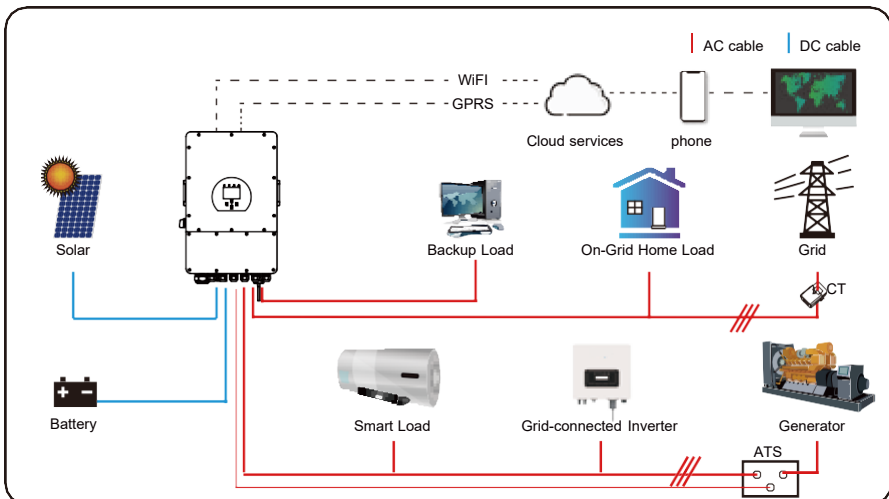 AC cable
DC cable
WiFI
GPRS
Cloud services
phone
Solar
Backup Load
On-Grid Home Load
Grid
CT
Battery
Smart Load
Grid-connected Inverter
Generator
ATS